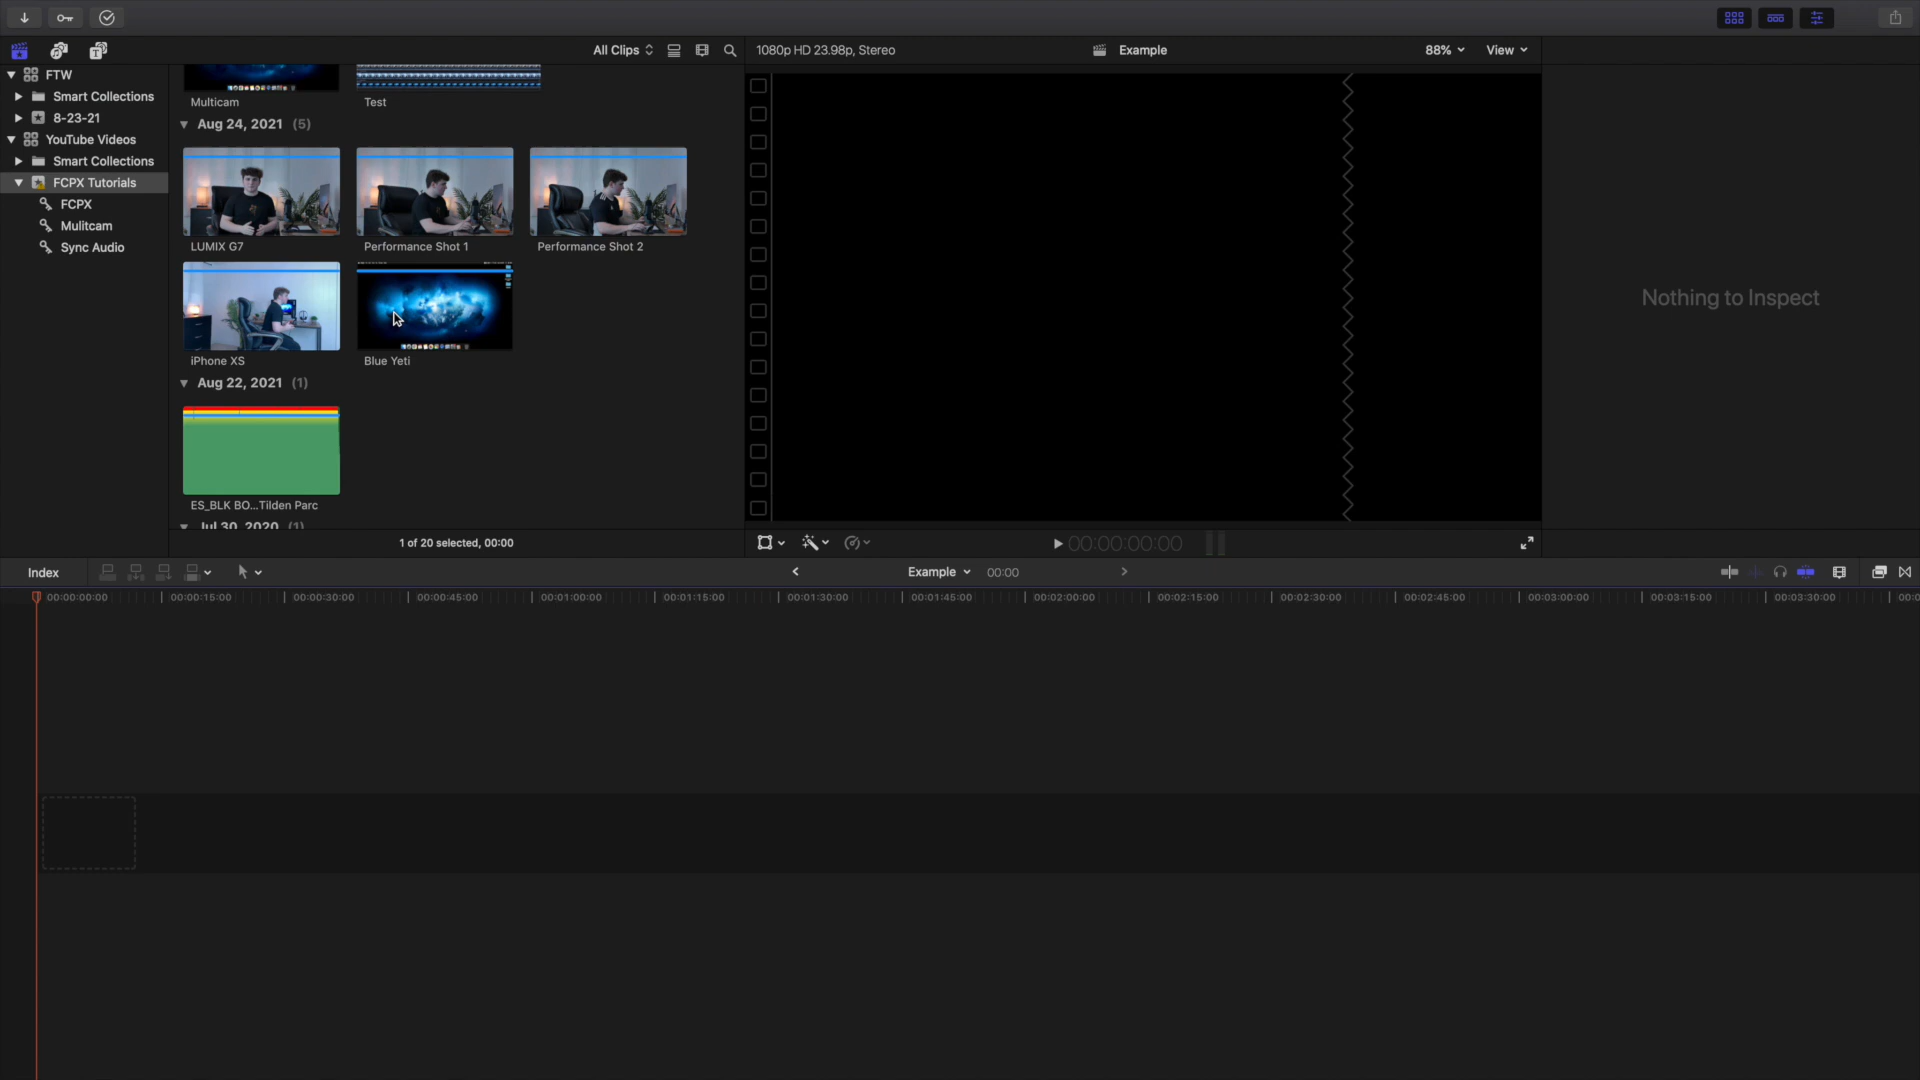 All Clips
1080p HD 23.98p, Stereo
Example
88%
View
FTW
Smart Collections
8-23-21
YouTube Videos
Smart Collections
FCPX Tutorials
FCPX
Mulitcam
Sync Audio
Multicam
Test
Aug 24, 2021 (5)
LUMIX G7
Performance Shot 1
Performance Shot 2
iPhone XS
Blue Yeti
Aug 22, 2021 (1)
ES_BLK BO...Tilden Parc
Jul 30, 2020 (1)
1 of 20 selected, 00:00
Nothing to Inspect
00:00:00:00
Index
Example
00:00
00:00:00:00
00:00:15:00
00:00:30:00
00:00:45:00
00:01:00:00
00:01:15:00
00:01:30:00
00:01:45:00
00:02:00:00
00:02:15:00
00:02:30:00
00:02:45:00
00:03:00:00
00:03:15:00
00:03:30:00
00:0